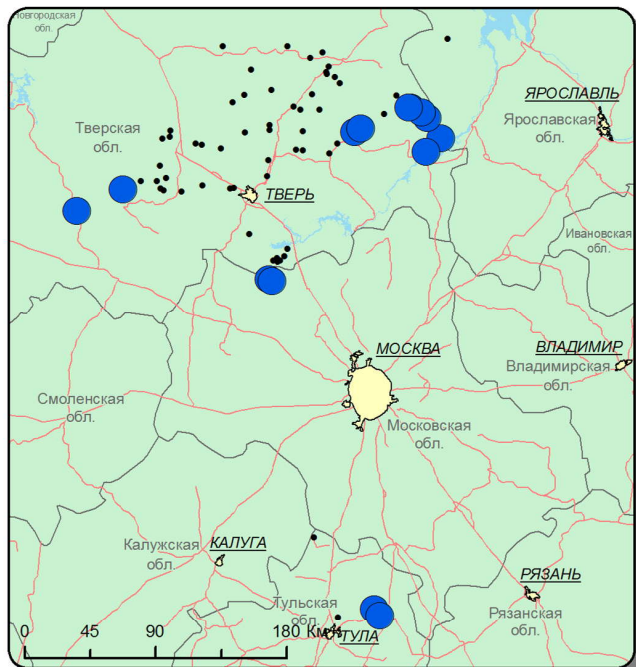 Новгородская
обл.
ЯРОСЛАВЛЬ
Ярославская
обл.
Тверская
обл.
ТВЕРЬ
Ивановская
обл.
МОСКВА
ВЛАДИМИР
Владимирская
обл.
Смоленская
обл.
Московская
обл.
КАЛУГА
Калужская
обл.
РЯЗАНЬ
Рязанская
обл.
Тульская
обл.
ТУЛА
0 45 90 180 Км